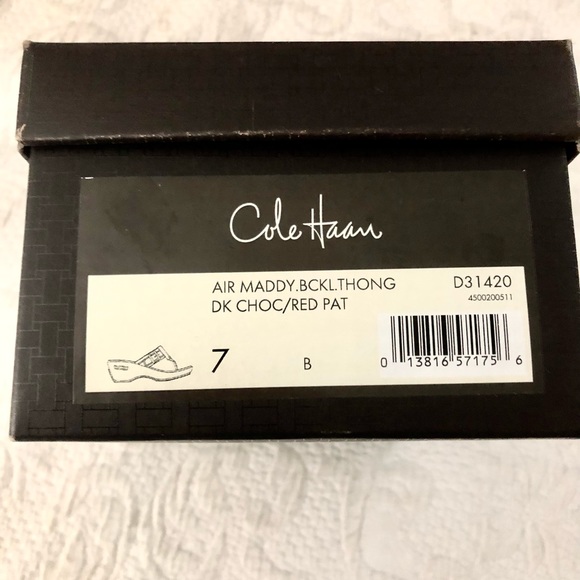 Cole Haan
AIR MADDY.BCKL.THONG D31420
DK CHOC/RED PAT 4500200511
7 B
0 13816 57175 6